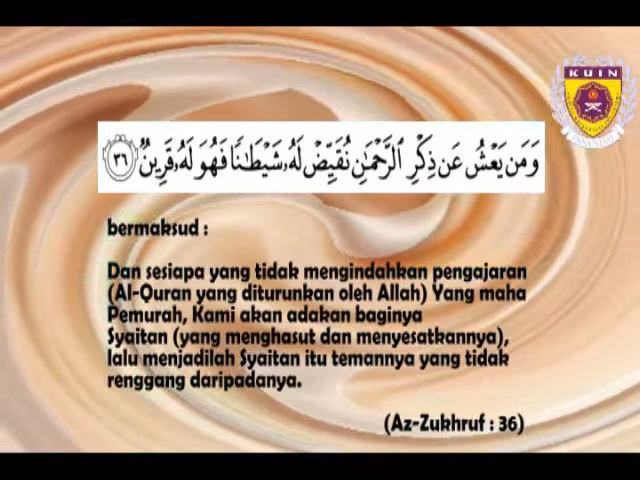 KUIN
وَمَن يَعْشُ عَن ذِكْرِ ٱلرَّحْمَٰنِ نُقَيِّضْ لَهُۥ شَيْطَٰنًا فَهُوَ لَهُۥ قَرِينٌ ٣٦
bermaksud :
Dan sesiapa yang tidak mengindahkan pengajaran
(Al-Quran yang diturunkan oleh Allah) Yang maha
Pemurah, Kami akan adakan baginya
Syaitan (yang menghasut dan menyesatkannya),
lalu menjadilah Syaitan itu temannya yang tidak
renggang daripadanya.
(Az-Zukhruf : 36)